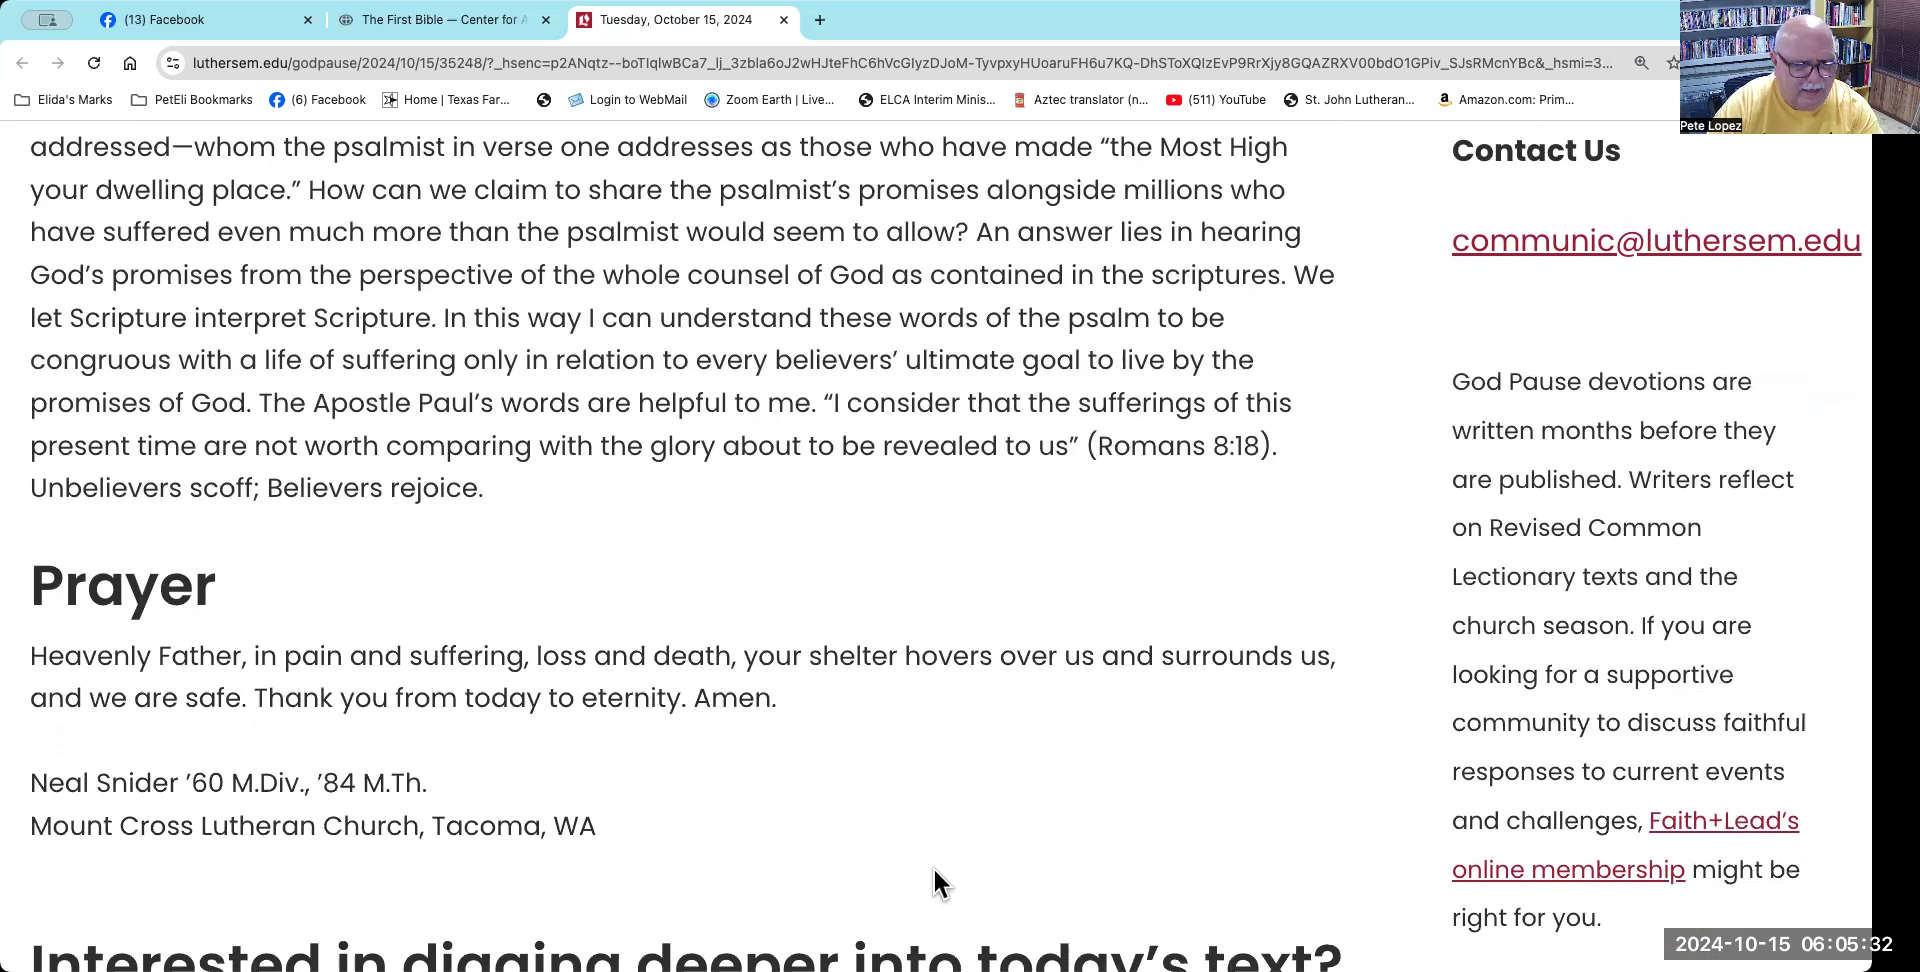 (13) Facebook
The First Bible — Center for
Tuesday, October 15, 2024
luthersem.edu/godpause/2024/10/15/35248/?_hsenc=
Elida's Marks
PetEli Bookmarks
(6) Facebook
Home | Texas Far...
Login to WebMail
Zoom Earth | Live...
ELCA Interim Minis...
Aztec translator (n...
(511) YouTube
St. John Lutheran...
Amazon.com: Prim...
Pete Lopez
addressed—whom the psalmist in verse one addresses as those who have made “the Most High
your dwelling place.” How can we claim to share the psalmist’s promises alongside millions who
have suffered even much more than the psalmist would seem to allow? An answer lies in hearing
God’s promises from the perspective of the whole counsel of God as contained in the scriptures. We
let Scripture interpret Scripture. In this way I can understand these words of the psalm to be
congruous with a life of suffering only in relation to every believers’ ultimate goal to live by the
promises of God. The Apostle Paul’s words are helpful to me. “I consider that the sufferings of this
present time are not worth comparing with the glory about to be revealed to us” (Romans 8:18).
Unbelievers scoff; Believers rejoice.
Prayer
Heavenly Father, in pain and suffering, loss and death, your shelter hovers over us and surrounds us,
and we are safe. Thank you from today to eternity. Amen.
Neal Snider ’60 M.Div., ’84 M.Th.
Mount Cross Lutheran Church, Tacoma, WA
Interested in digging deeper into today’s text?
Contact Us
communic@luthersem.edu
God Pause devotions are
written months before they
are published. Writers reflect
on Revised Common
Lectionary texts and the
church season. If you are
looking for a supportive
community to discuss faithful
responses to current events
and challenges, Faith+Lead’s
online membership might be
right for you.
2024-10-15 06:05:32